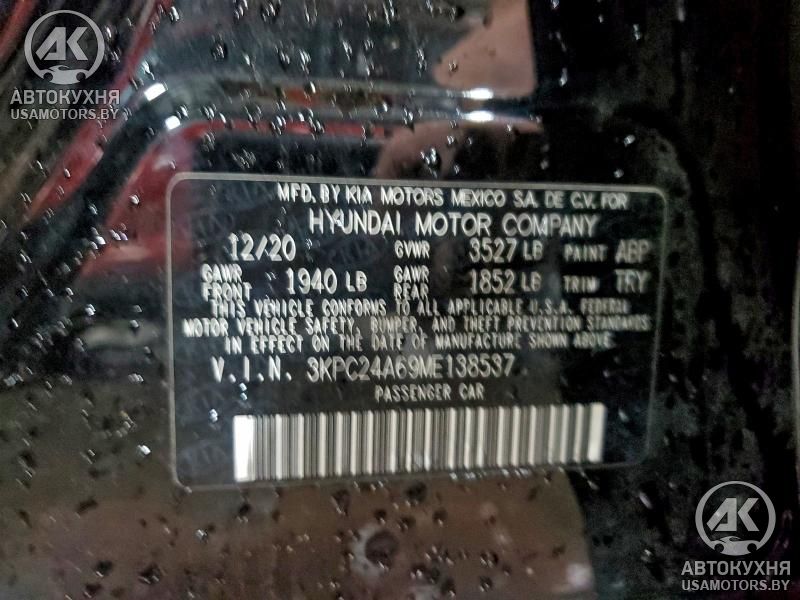 AK
АВТОКУХНЯ
USAMOTORS.BY
MFD. BY KIA MOTORS MEXICO S.A. DE C.V. FOR
HYUNDAI MOTOR COMPANY
12/20 GVWR 3527 LB PAINT ABP
GAWR FRONT 1940 LB GAWR REAR 1852 LB TRIM TRY
THIS VEHICLE CONFORMS TO ALL APPLICABLE U.S.A. FEDERAL
MOTOR VEHICLE SAFETY, BUMPER, AND THEFT PREVENTION STANDARDS
IN EFFECT ON THE DATE OF MANUFACTURE SHOWN ABOVE.
V.I.N. 3KPC24A69ME138537
PASSENGER CAR
AK
АВТОКУХНЯ
USAMOTORS.BY